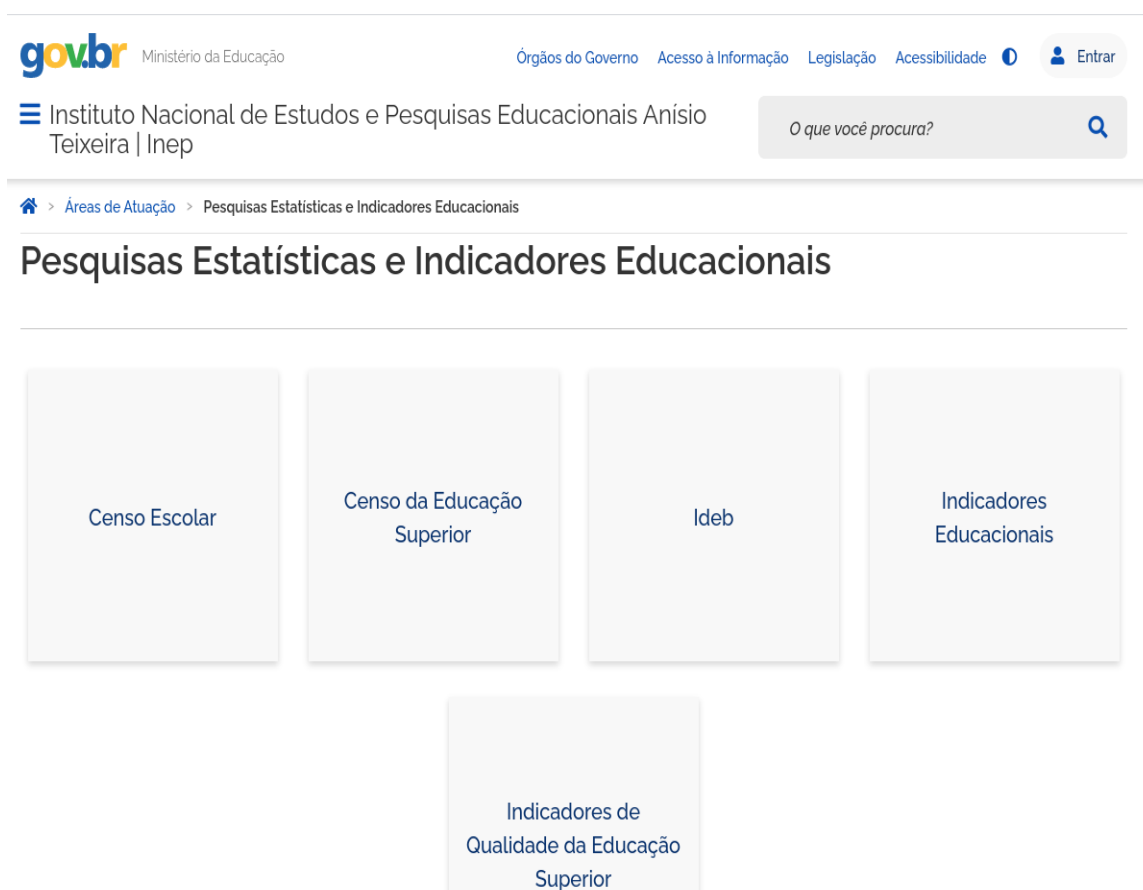 gov.br Ministério da Educação Órgãos do Governo Acesso à Informação Legislação Acessibilidade Entrar
Instituto Nacional de Estudos e Pesquisas Educacionais Anísio
Teixeira | Inep
O que você procura?
Áreas de Atuação > Pesquisas Estatísticas e Indicadores Educacionais
Pesquisas Estatísticas e Indicadores Educacionais
Censo Escolar
Censo da Educação
Superior
Ideb
Indicadores
Educacionais
Indicadores de
Qualidade da Educação
Superior